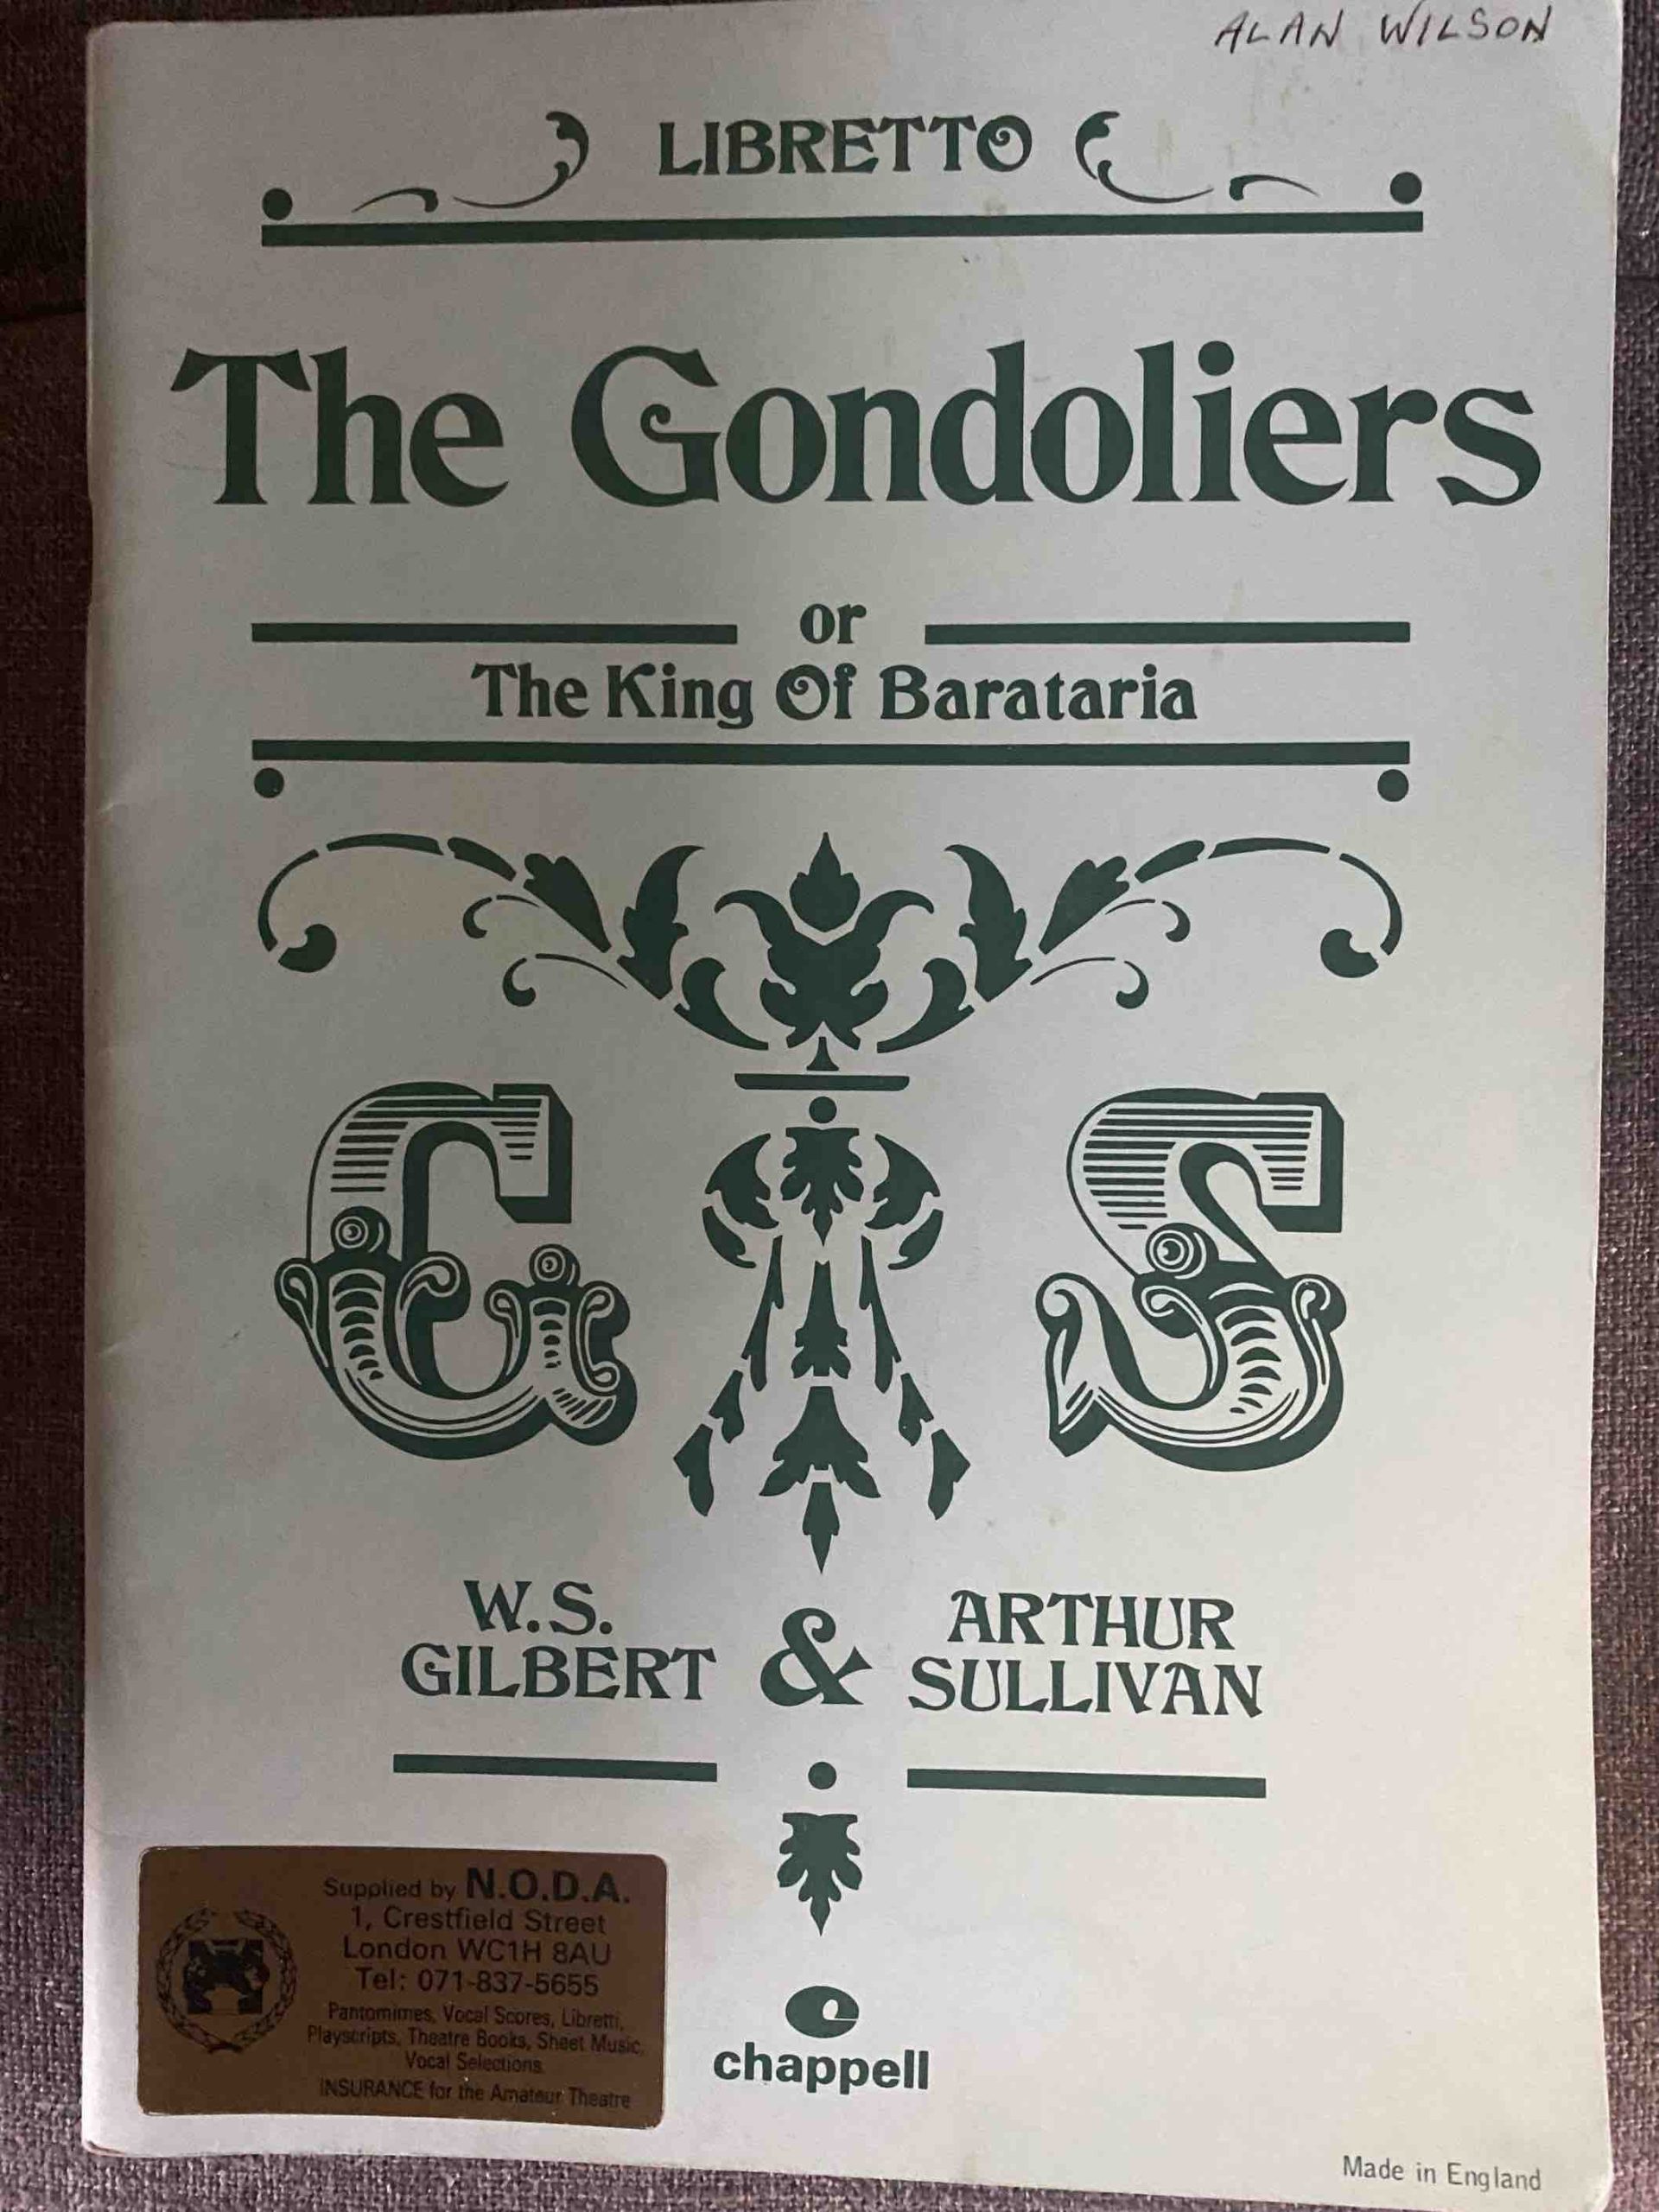 ALAN WILSON
LIBRETTO
The Gondoliers
or
The King Of Barataria
G S
W.S.
GILBERT
&
ARTHUR
SULLIVAN
Supplied by N.O.D.A.
1, Crestfield Street
London WC1H 8AU
Tel: 071-837-5655
Pantomimes, Vocal Scores, Libretti,
Playscripts, Theatre Books, Sheet Music,
Vocal Selections
INSURANCE for the Amateur Theatre
chappell
Made in England